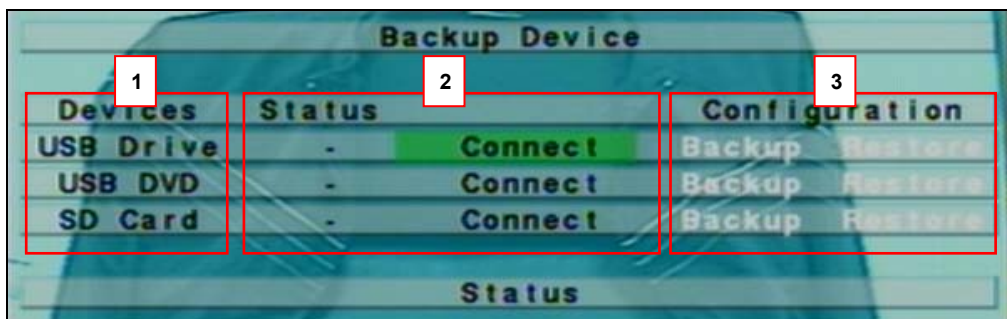 Backup Device
1 2 3
Devices Status Configuration
USB Drive - Connect Backup Restore
USB DVD - Connect Backup Restore
SD Card - Connect Backup Restore
Status